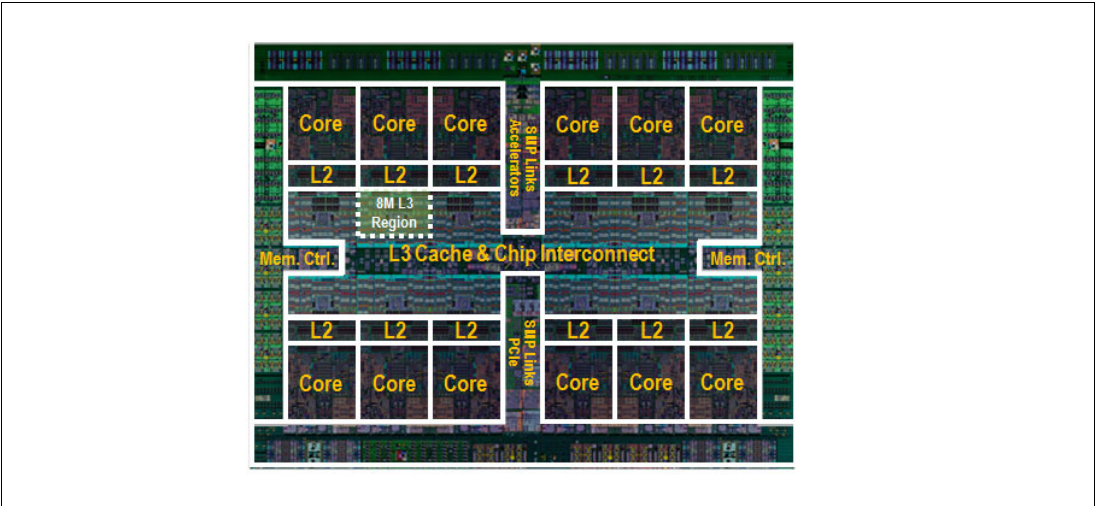 Core Core Core Core Core Core
SMP Links
Accelerators
L2 L2 L2 L2 L2 L2
8M L3
Region
L3 Cache & Chip Interconnect
Mem. Ctrl. Mem. Ctrl.
L2 L2 L2 L2 L2 L2
SMP Links
PCIe
Core Core Core Core Core Core